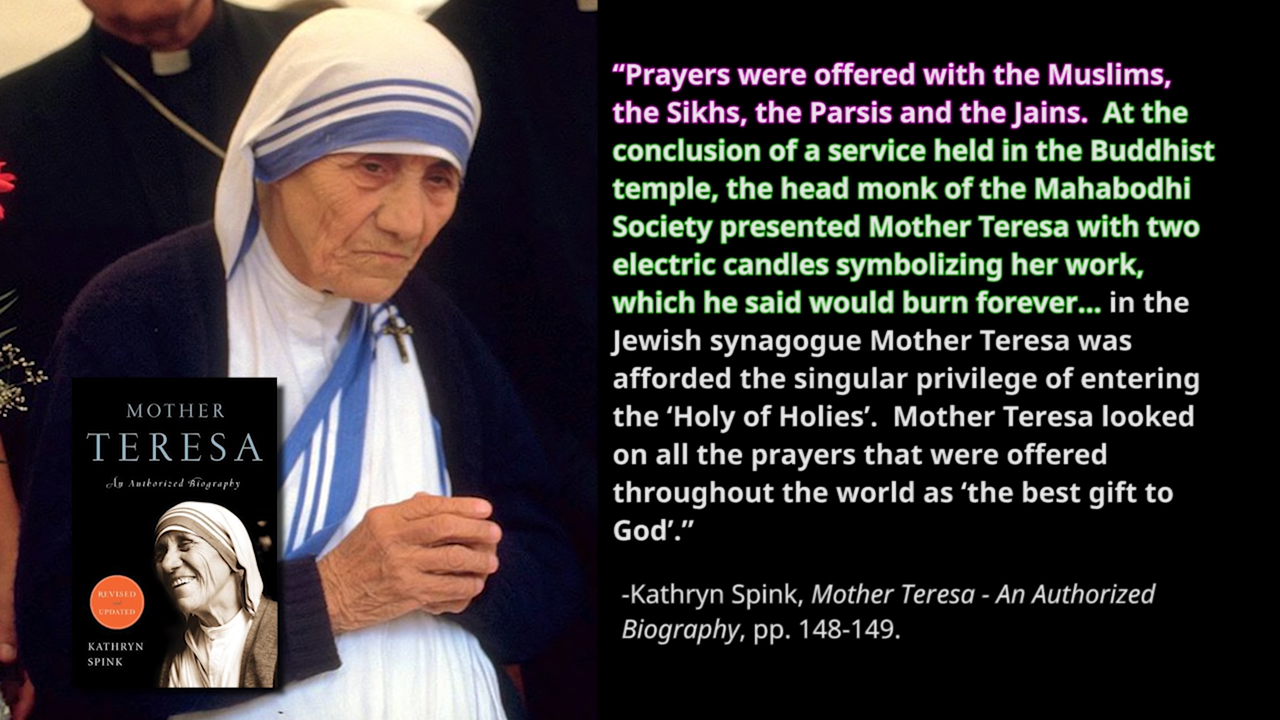 “Prayers were offered with the Muslims,
the Sikhs, the Parsis and the Jains.  At the
conclusion of a service held in the Buddhist
temple, the head monk of the Mahabodhi
Society presented Mother Teresa with two
electric candles symbolizing her work,
which he said would burn forever... in the
Jewish synagogue Mother Teresa was
afforded the singular privilege of entering
the ‘Holy of Holies’.  Mother Teresa looked
on all the prayers that were offered
throughout the world as ‘the best gift to
God’.”
-Kathryn Spink, Mother Teresa - An Authorized
Biography, pp. 148-149.
MOTHER
TERESA
An Authorized Biography
REVISED
and
UPDATED
KATHRYN
SPINK